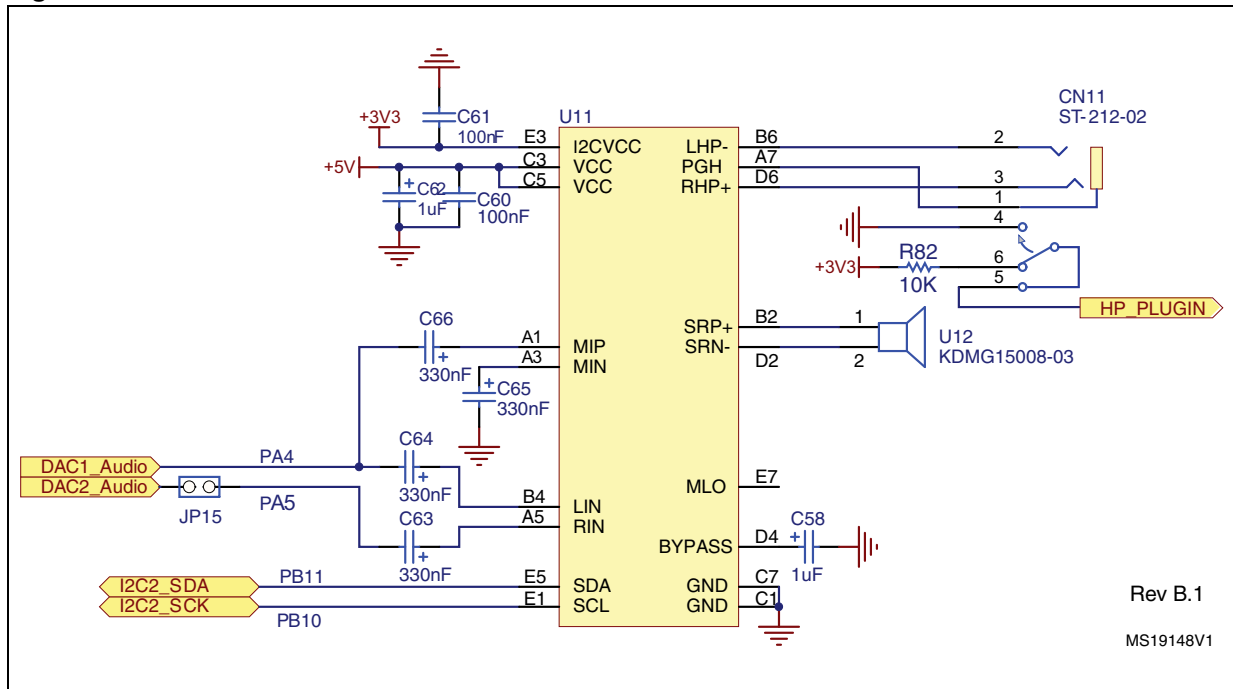 C61
100nF
+3V3
+5V
C62
1uF
C60
100nF
U11
E3 I2CVCC
C3 VCC
C5 VCC
LHP- B6
PGH A7
RHP+ D6
CN11
ST-212-02
2
3
1
4
6
5
R82
10K
+3V3
HP_PLUGIN
SRP+ B2 1
SRN- D2 2
U12
KDMG15008-03
C66
330nF
A1 MIP
A3 MIN
C65
330nF
DAC1_Audio PA4
DAC2_Audio PA5
JP15
C64
330nF
B4 LIN
A5 RIN
C63
330nF
MLO E7
BYPASS D4
C58
1uF
I2C2_SDA PB11 E5 SDA
I2C2_SCK PB10 E1 SCL
GND C7
GND C1
Rev B.1
MS19148V1